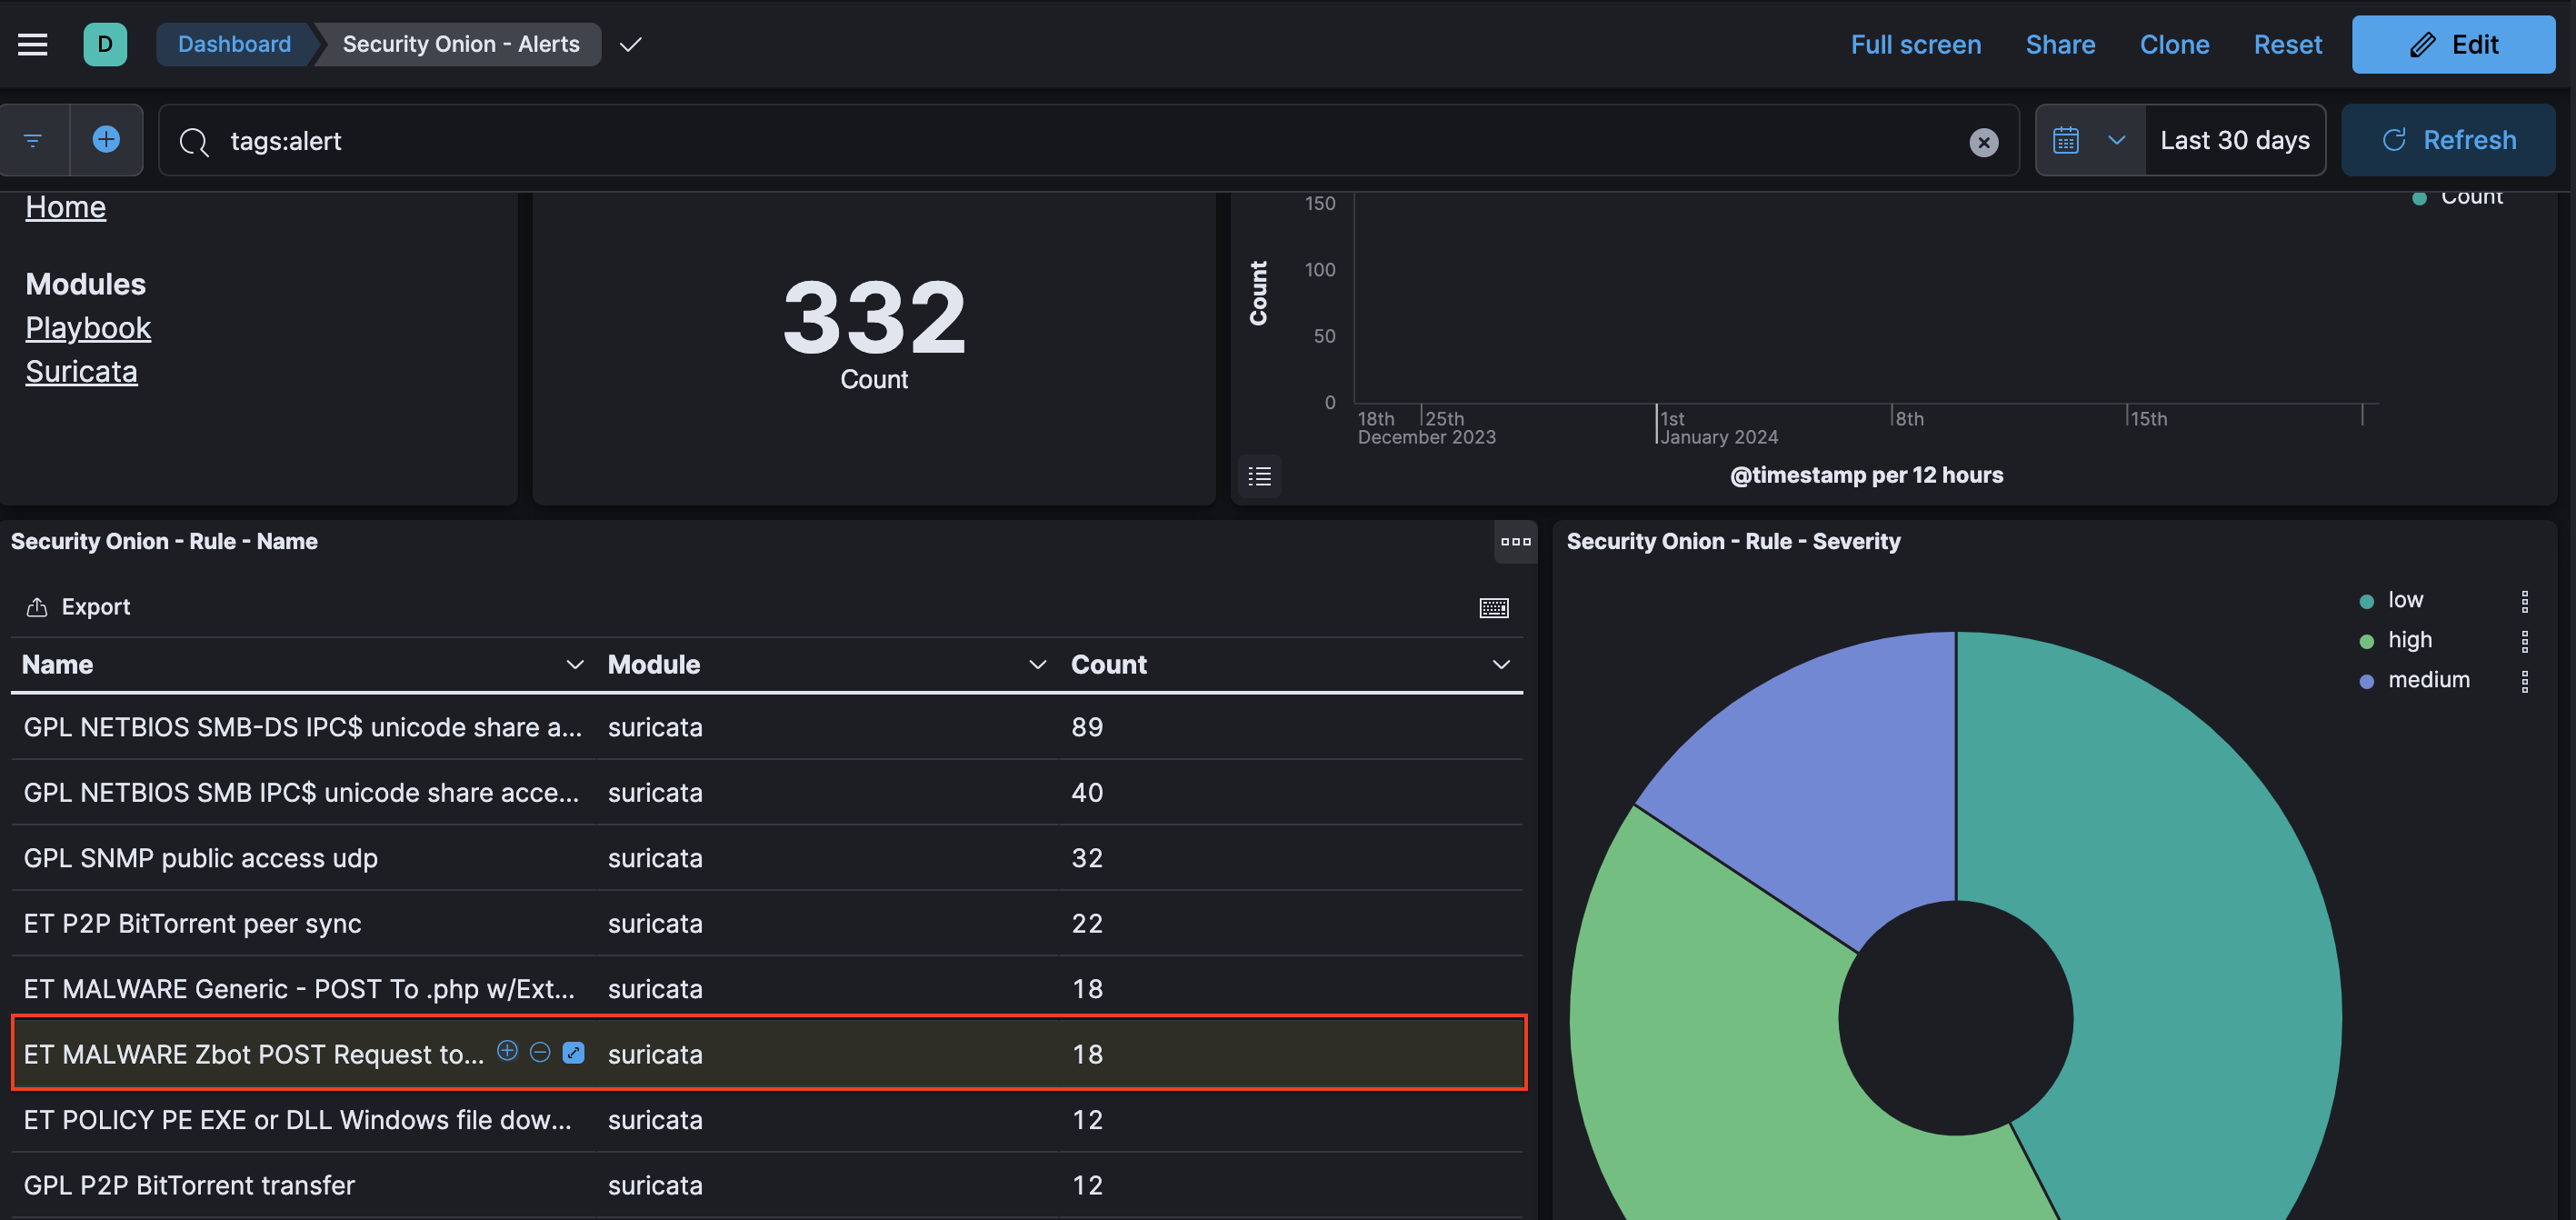 D
Dashboard
Security Onion - Alerts
Full screen
Share
Clone
Reset
Edit
tags:alert
Last 30 days
Refresh
Home
Modules
Playbook
Suricata
332
Count
Count
150
100
50
0
18th
25th
1st
8th
15th
December 2023
January 2024
@timestamp per 12 hours
Count
Security Onion - Rule - Name
Export
Name Module Count
GPL NETBIOS SMB-DS IPC$ unicode share a... suricata 89
GPL NETBIOS SMB IPC$ unicode share acce... suricata 40
GPL SNMP public access udp suricata 32
ET P2P BitTorrent peer sync suricata 22
ET MALWARE Generic - POST To .php w/Ext... suricata 18
ET MALWARE Zbot POST Request to... suricata 18
ET POLICY PE EXE or DLL Windows file dow... suricata 12
GPL P2P BitTorrent transfer suricata 12
Security Onion - Rule - Severity
low
high
medium